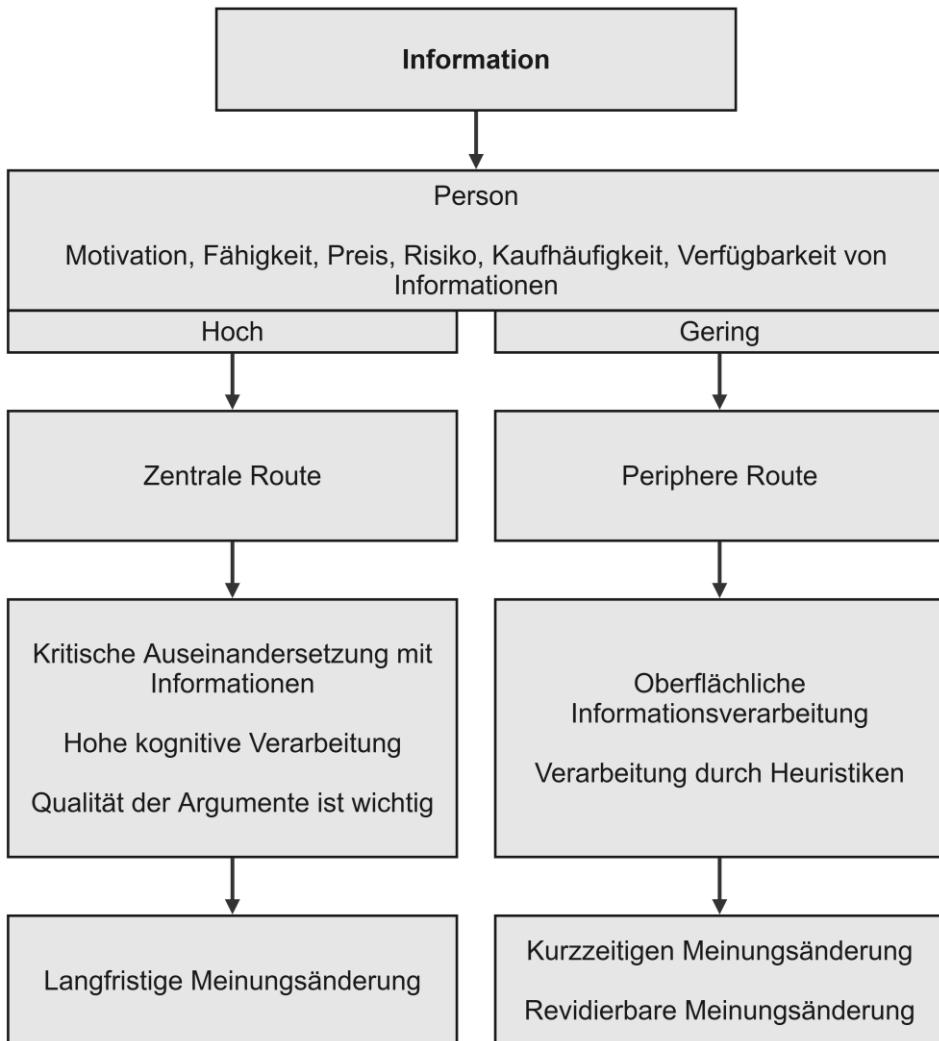 Information
Person
Motivation, Fähigkeit, Preis, Risiko, Kaufhäufigkeit, Verfügbarkeit von
Informationen
Hoch
Gering
Zentrale Route
Periphere Route
Kritische Auseinandersetzung mit
Informationen
Hohe kognitive Verarbeitung
Qualität der Argumente ist wichtig
Oberflächliche
Informationsverarbeitung
Verarbeitung durch Heuristiken
Langfristige Meinungsänderung
Kurzzeitigen Meinungsänderung
Revidierbare Meinungsänderung